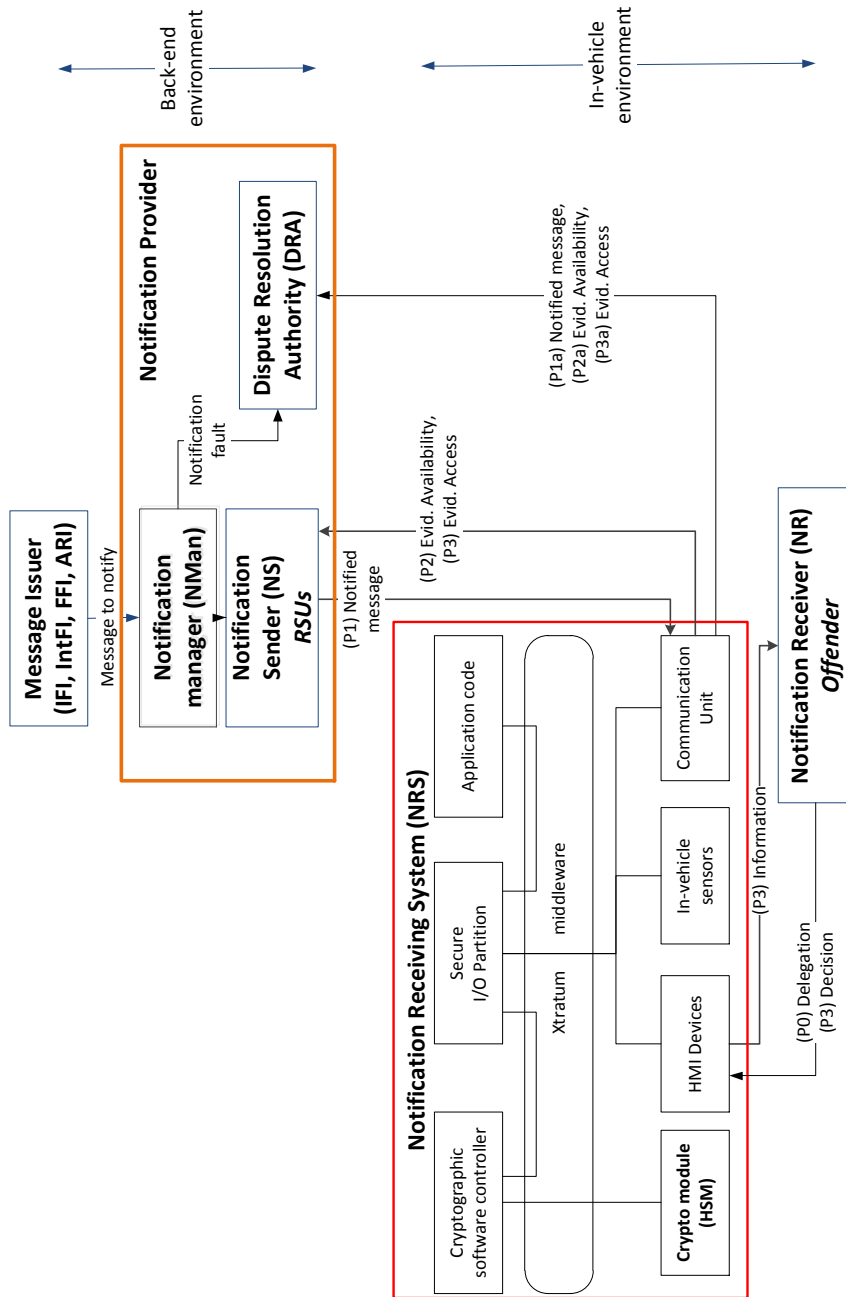 Message Issuer
(IFI, IntFI, FFI, ARI)
Message to notify
Back-end
environment
Notification Provider
Notification
manager (NMan)
Notification
fault
Notification
Sender (NS)
RSUs
Dispute Resolution
Authority (DRA)
(P1) Notified
message
(P2) Evid. Availability,
(P3) Evid. Access
(P1a) Notified message,
(P2a) Evid. Availability,
(P3a) Evid. Access
In-vehicle
environment
Notification Receiving System (NRS)
Cryptographic
software controller
Secure
I/O Partition
Application code
Xtratum
middleware
Crypto module
(HSM)
HMI Devices
In-vehicle
sensors
Communication
Unit
(P3) Information
(P0) Delegation
(P3) Decision
Notification Receiver (NR)
Offender